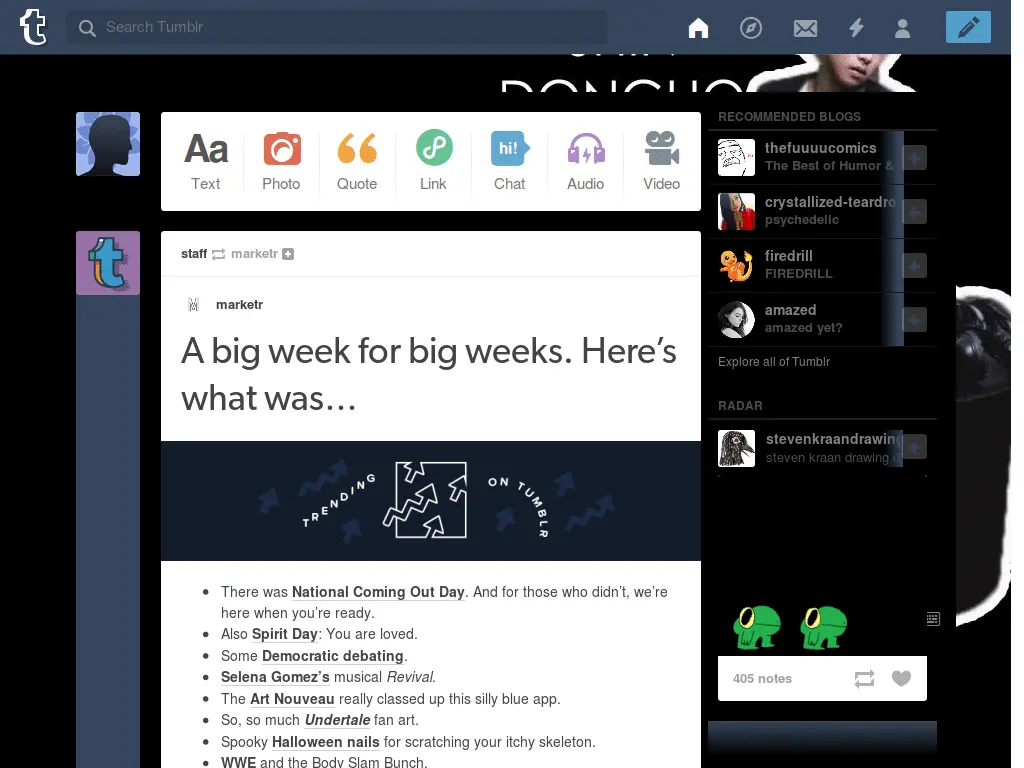 t
Search Tumblr
DONGHO
Aa
hi!
Text
Photo
Quote
Link
Chat
Audio
Video
staff marketr
marketr
A big week for big weeks. Here’s
what was…
TRENDING ON TUMBLR
There was National Coming Out Day. And for those who didn’t, we’re
here when you’re ready.
Also Spirit Day: You are loved.
Some Democratic debating.
Selena Gomez’s musical Revival.
The Art Nouveau really classed up this silly blue app.
So, so much Undertale fan art.
Spooky Halloween nails for scratching your itchy skeleton.
WWE and the Body Slam Bunch.
RECOMMENDED BLOGS
thefuuuucomics
The Best of Humor &
crystallized-teardro
psychedelic
firedrill
FIREDRILL
amazed
amazed yet?
Explore all of Tumblr
RADAR
stevenkraandrawing
steven kraan drawing
405 notes